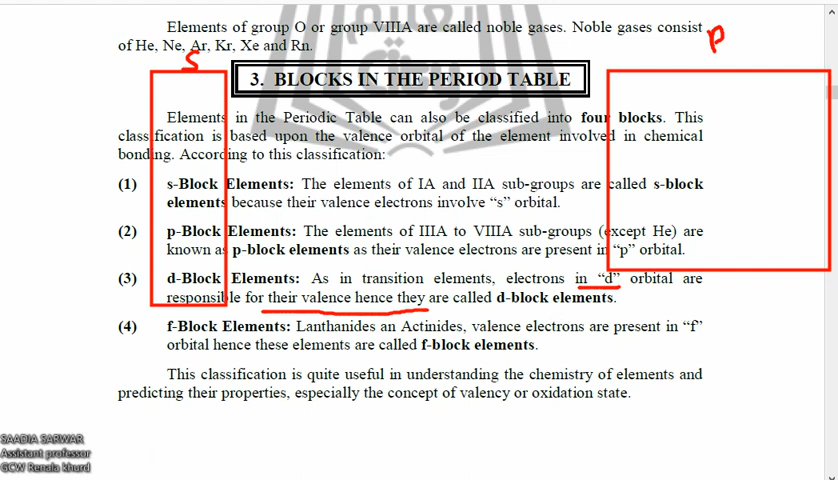 Elements of group O or group VIIIA are called noble gases. Noble gases consist
of He, Ne, Ar, Kr, Xe and Rn.
S
P
3. BLOCKS IN THE PERIOD TABLE
Elements in the Periodic Table can also be classified into four blocks. This
classification is based upon the valence orbital of the element involved in chemical
bonding. According to this classification:
(1) s-Block Elements: The elements of IA and IIA sub-groups are called s-block
elements because their valence electrons involve “s” orbital.
(2) p-Block Elements: The elements of IIIA to VIIIA sub-groups (except He) are
known as p-block elements as their valence electrons are present in “p” orbital.
(3) d-Block Elements: As in transition elements, electrons in “d” orbital are
responsible for their valence hence they are called d-block elements.
(4) f-Block Elements: Lanthanides an Actinides, valence electrons are present in “f”
orbital hence these elements are called f-block elements.
This classification is quite useful in understanding the chemistry of elements and
predicting their properties, especially the concept of valency or oxidation state.
SAADIA SARWAR
Assistant professor
GCW Renala khurd